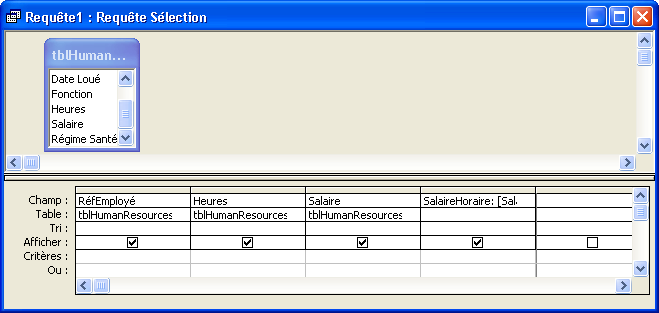 Requête1 : Requête Sélection
tblHuman...
Date Loué
Fonction
Heures
Salaire
Régime Santé
Champ : RéfEmployé Heures Salaire SalaireHoraire: [Sala
Table : tblHumanResources tblHumanResources tblHumanResources
Tri :
Afficher :
Critères :
Ou :